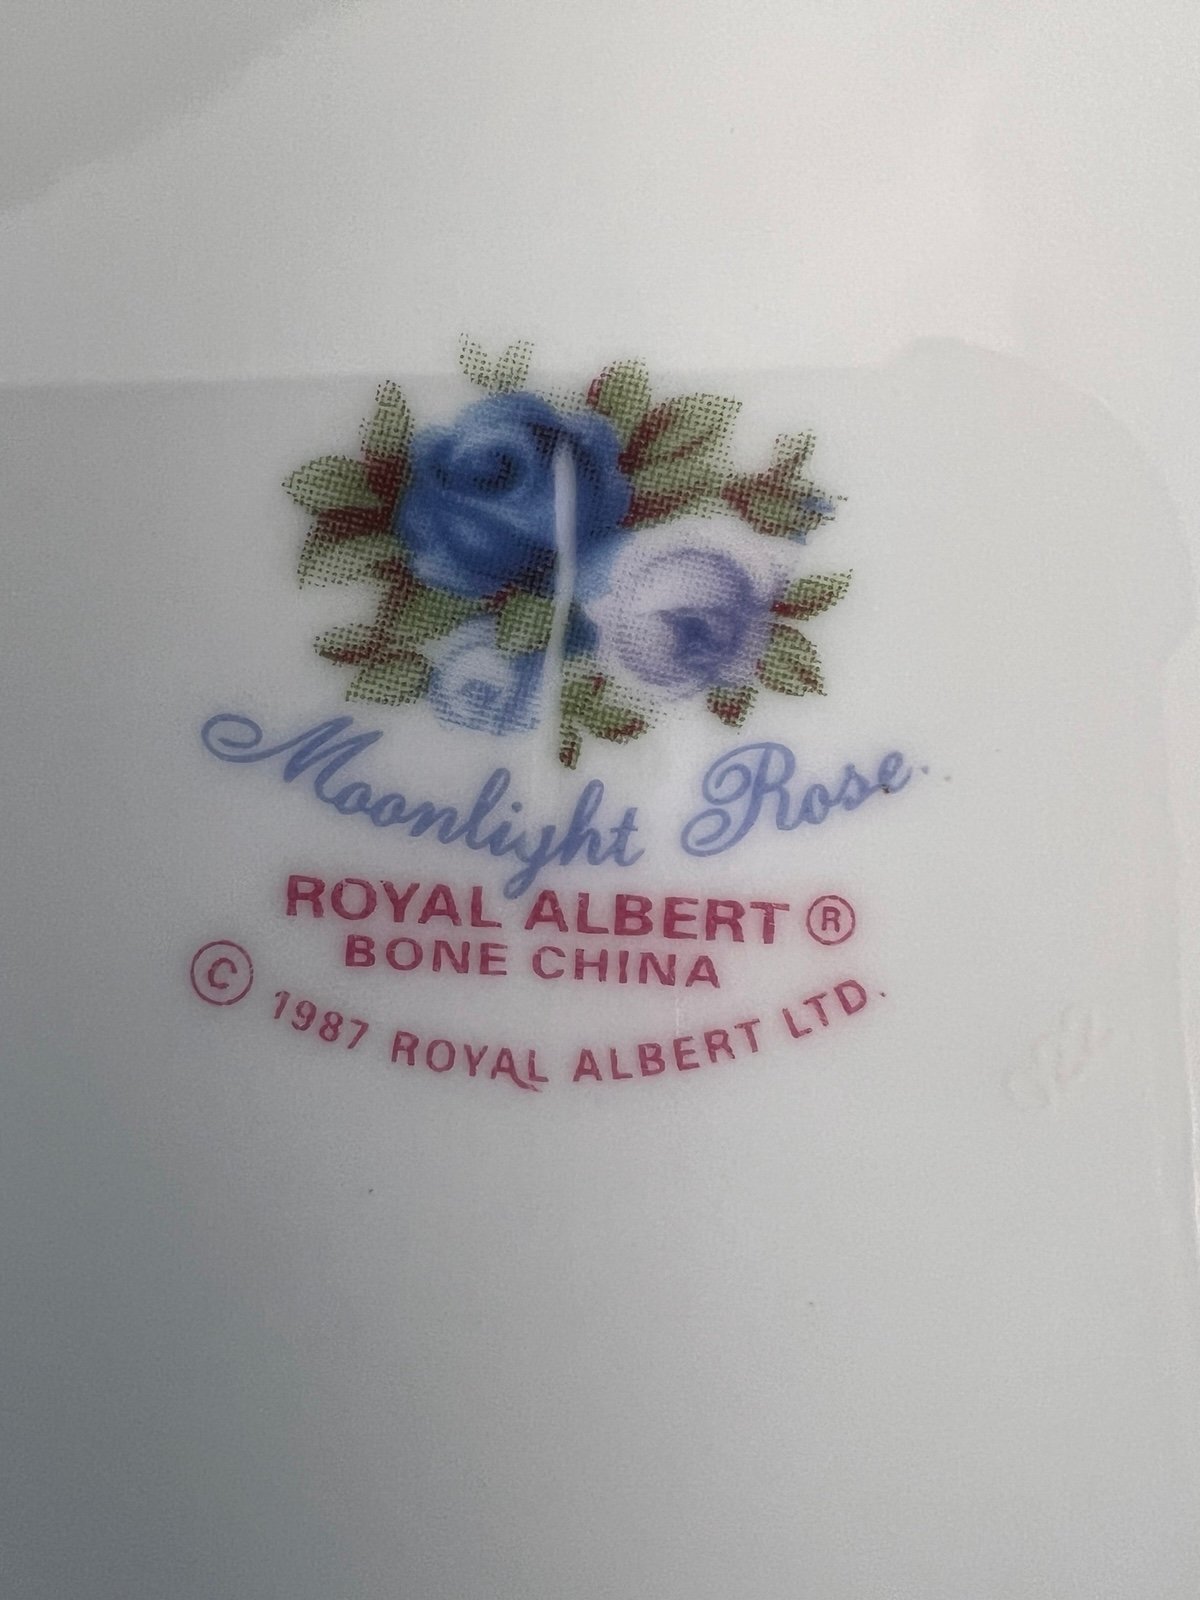 Moonlight Rose
ROYAL ALBERT ®
BONE CHINA
© 1987 ROYAL ALBERT LTD.